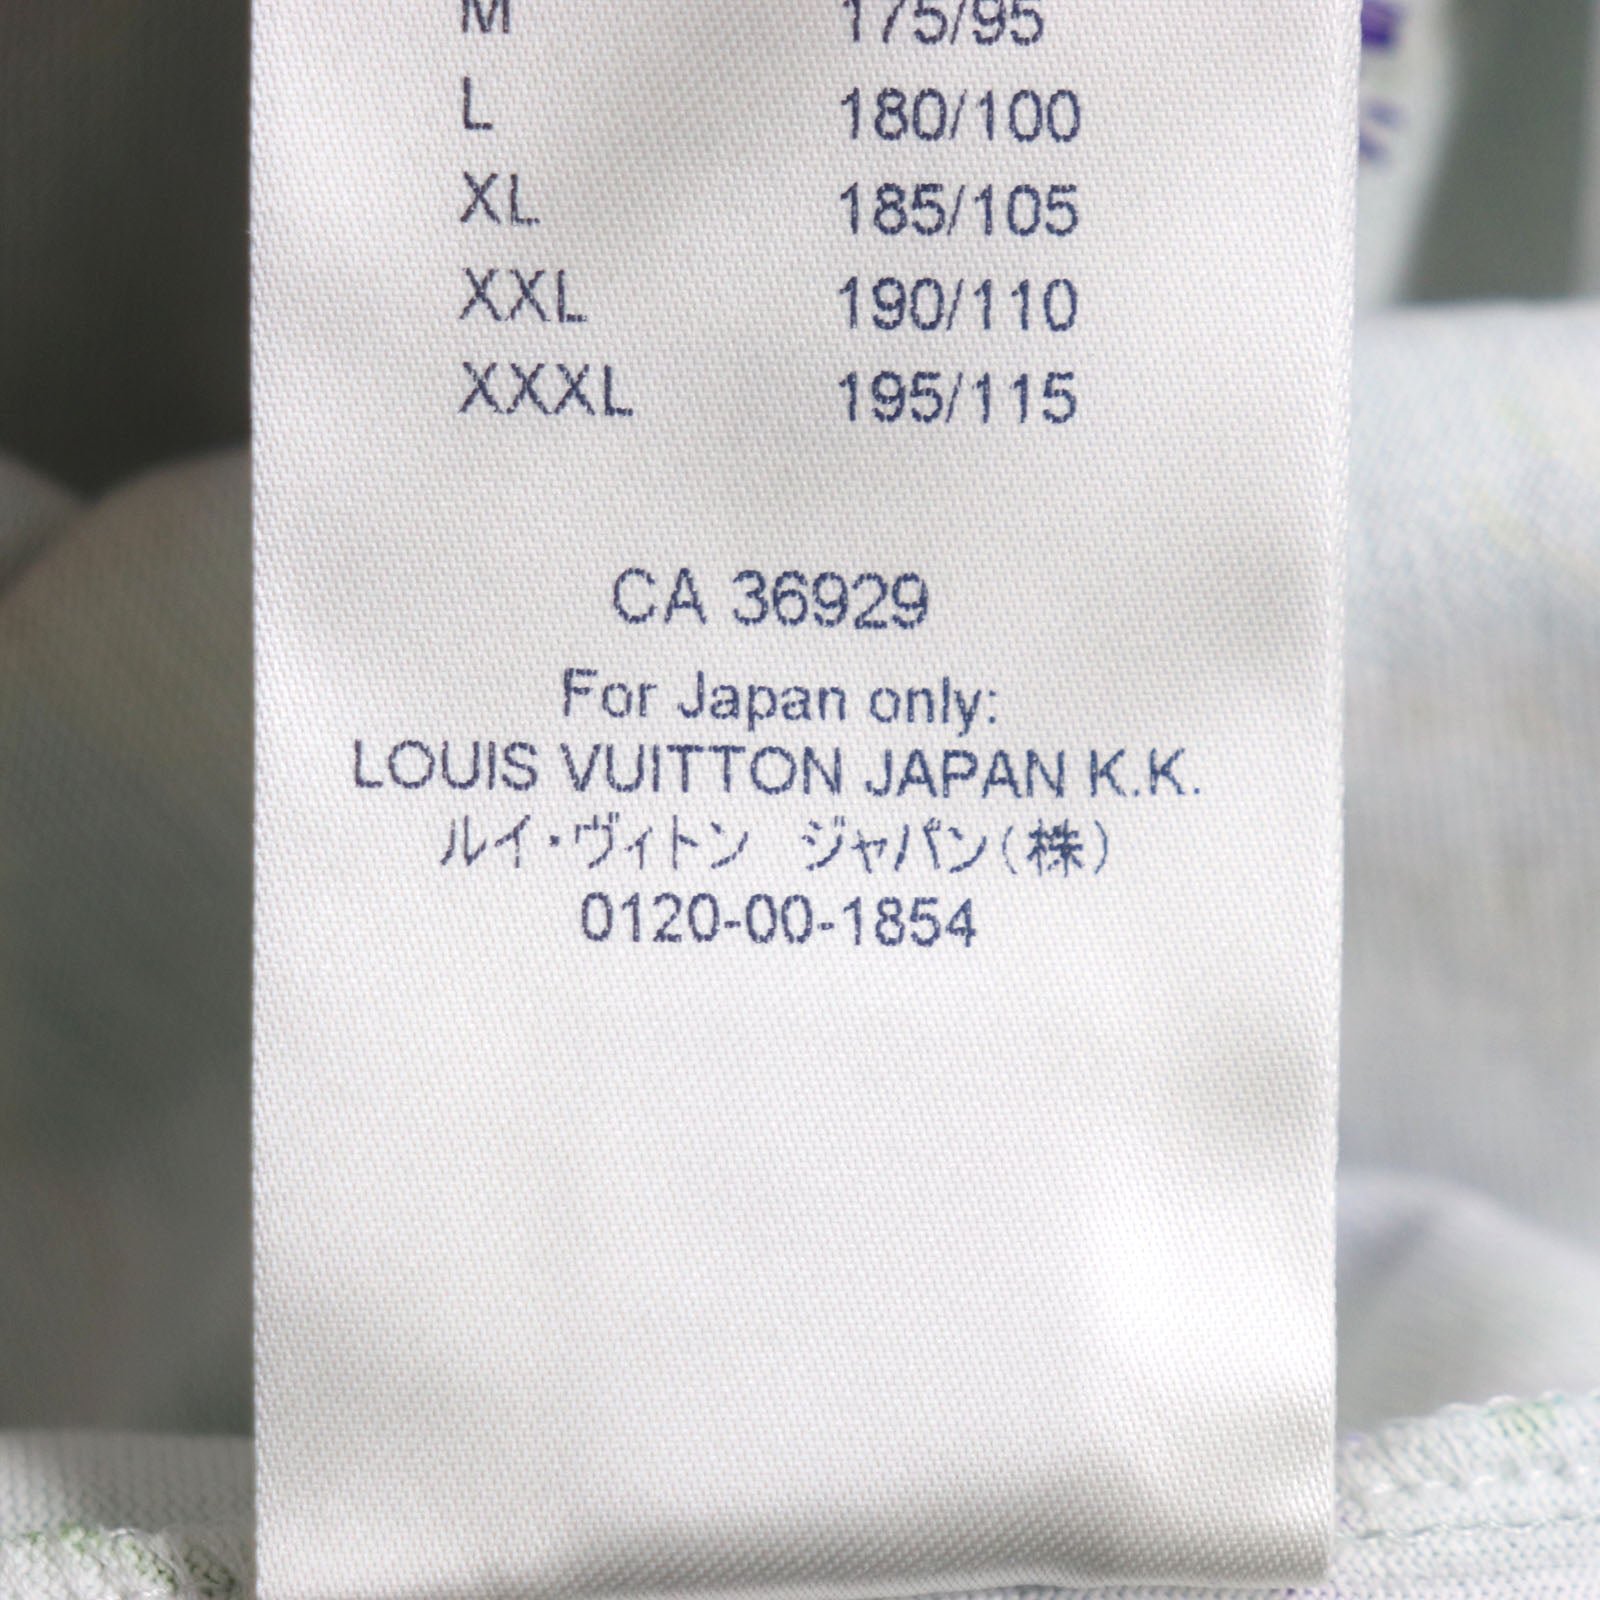 M 175/95
L 180/100
XL 185/105
XXL 190/110
XXXL 195/115
CA 36929
For Japan only:
LOUIS VUITTON JAPAN K.K.
ルイ・ヴィトン　ジャパン(株)
0120-00-1854